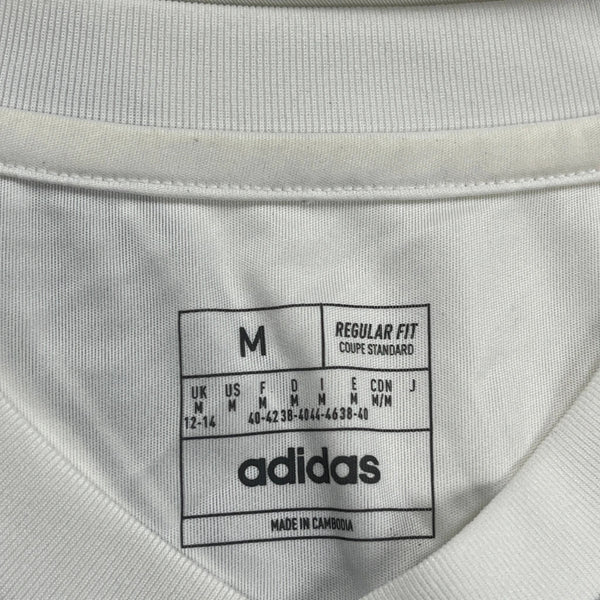 M
REGULAR FIT
COUPE STANDARD
UK US F D I E CDN J
M M M M M M M/M
12-14 40-42 38-40 44-46 38-40
adidas
MADE IN CAMBODIA